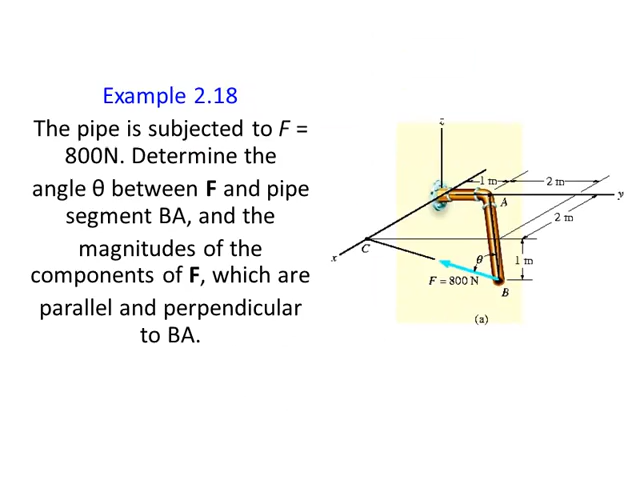 Example 2.18
The pipe is subjected to F =
800N. Determine the
angle θ between F and pipe
segment BA, and the
magnitudes of the
components of F, which are
parallel and perpendicular
to BA.
z
1 m
2 m
y
A
2 m
C
x
θ
1 m
F = 800 N
B
(a)